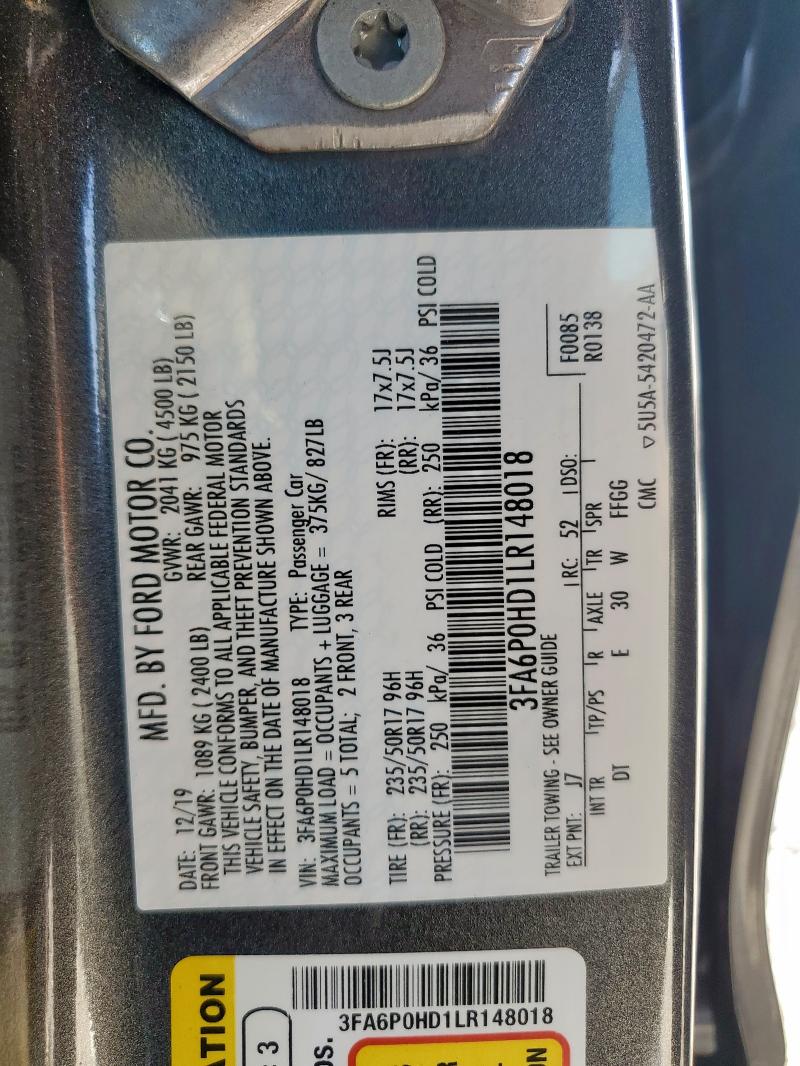 MFD. BY FORD MOTOR CO.
DATE: 12/19 GVWR: 2041 KG ( 4500 LB)
FRONT GAWR: 1089 KG ( 2400 LB) REAR GAWR: 975 KG ( 2150 LB)
THIS VEHICLE CONFORMS TO ALL APPLICABLE FEDERAL MOTOR
VEHICLE SAFETY, BUMPER, AND THEFT PREVENTION STANDARDS
IN EFFECT ON THE DATE OF MANUFACTURE SHOWN ABOVE.
VIN: 3FA6P0HD1LR148018 TYPE: Passenger Car
MAXIMUM LOAD = OCCUPANTS + LUGGAGE = 375KG/ 827LB
OCCUPANTS = 5 TOTAL; 2 FRONT, 3 REAR
TIRE (FR): 235/50R17 96H RIMS (FR): 17x7.5J
(RR): 235/50R17 96H (RR): 17x7.5J
PRESSURE (FR): 250 kPa/ 36 PSI COLD (RR): 250 kPa/ 36 PSI COLD
3FA6P0HD1LR148018
TRAILER TOWING - SEE OWNER GUIDE
EXT PNT: J7 RC: 52 DSO: F0085
R0138
INT TR TP/PS R AXLE TR SPR
DT E 30 W FFGG
CMC ▽5U5A-5420472-AA
ATION
3
OS.
3FA6P0HD1LR148018